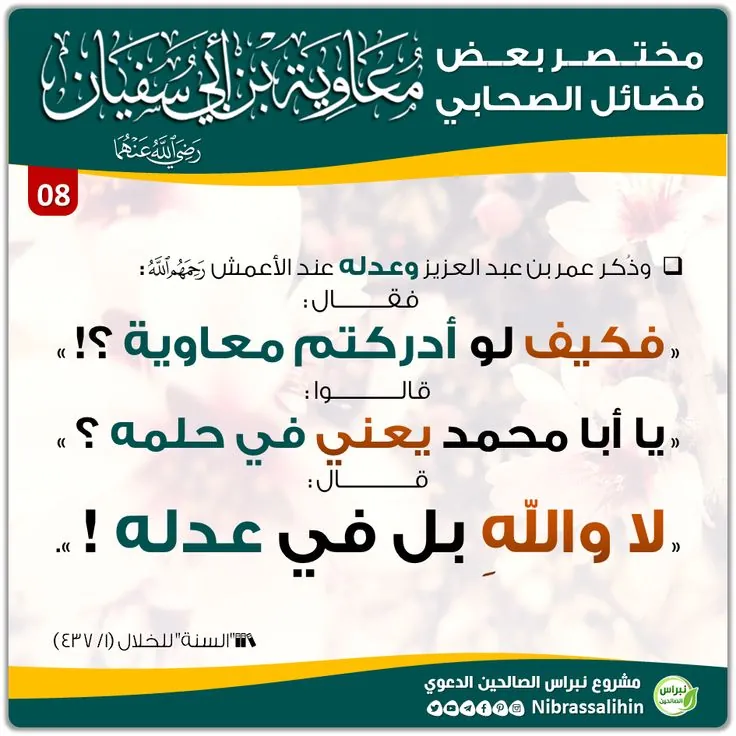 مختصر بعض
فضائل الصحابي
معاوية بن أبي سفيان
رضي الله عنهما
08
وذُكر عمر بن عبد العزيز وعدله عند الأعمش رحمهم الله :
فقال :
« فكيف لو أدركتم معاوية ؟! »
قالوا :
« يا أبا محمد يعني في حلمه ؟ »
قال :
« لا واللهِ بل في عدله ! ».
"السنة" للخلال (١/ ٤٣٧)
مشروع نبراس الصالحين الدعوي
Nibrassalihin
نبراس
الصالحين